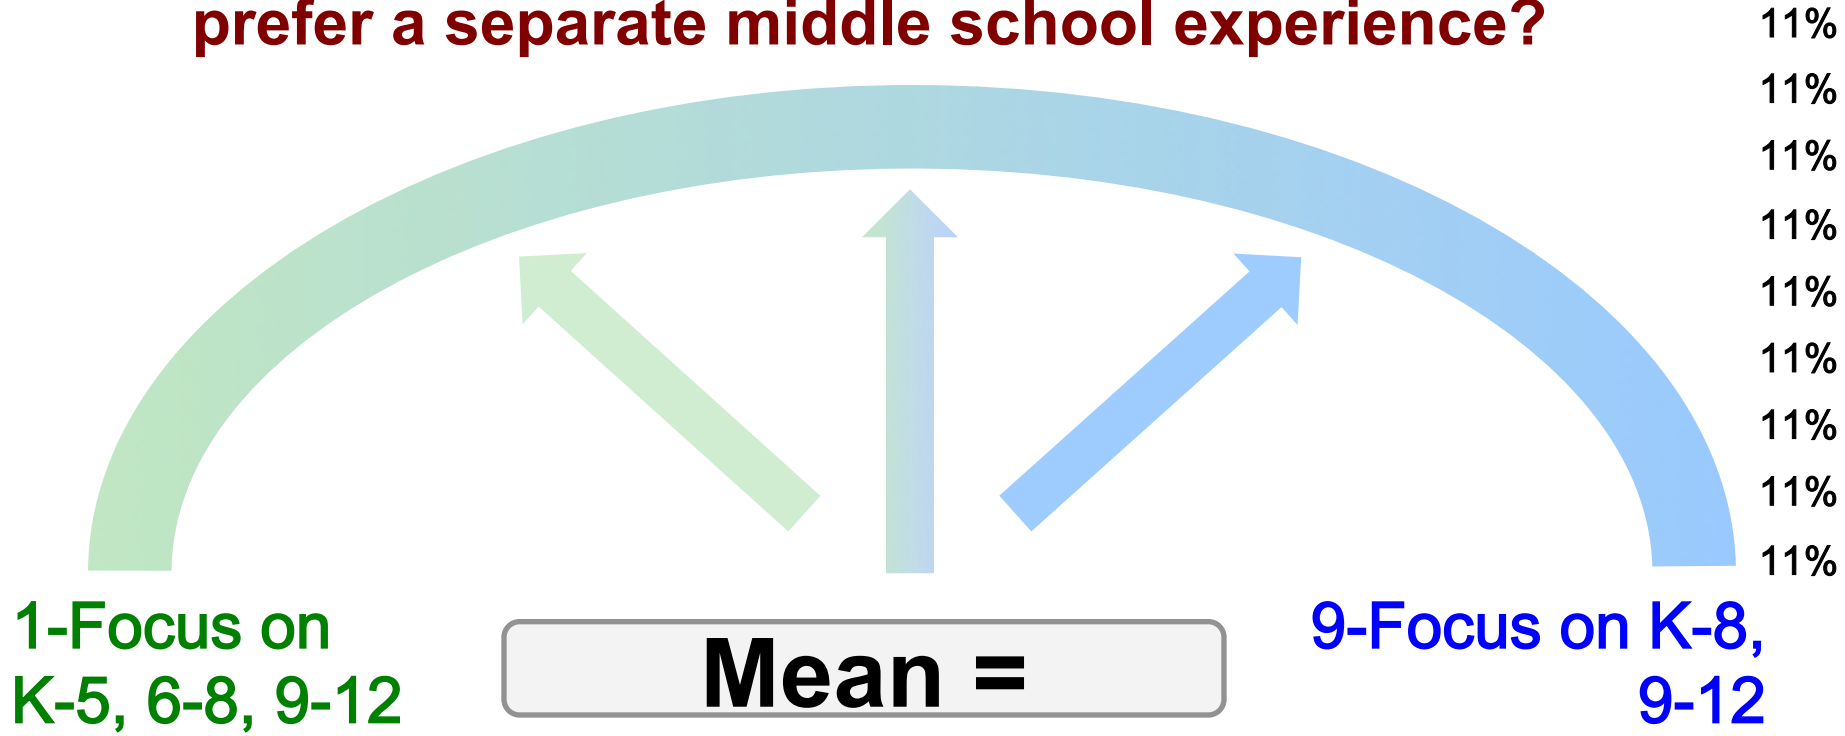 prefer a separate middle school experience?
11%
11%
11%
11%
11%
11%
11%
11%
11%
1-Focus on
K-5, 6-8, 9-12
Mean =
9-Focus on K-8,
9-12